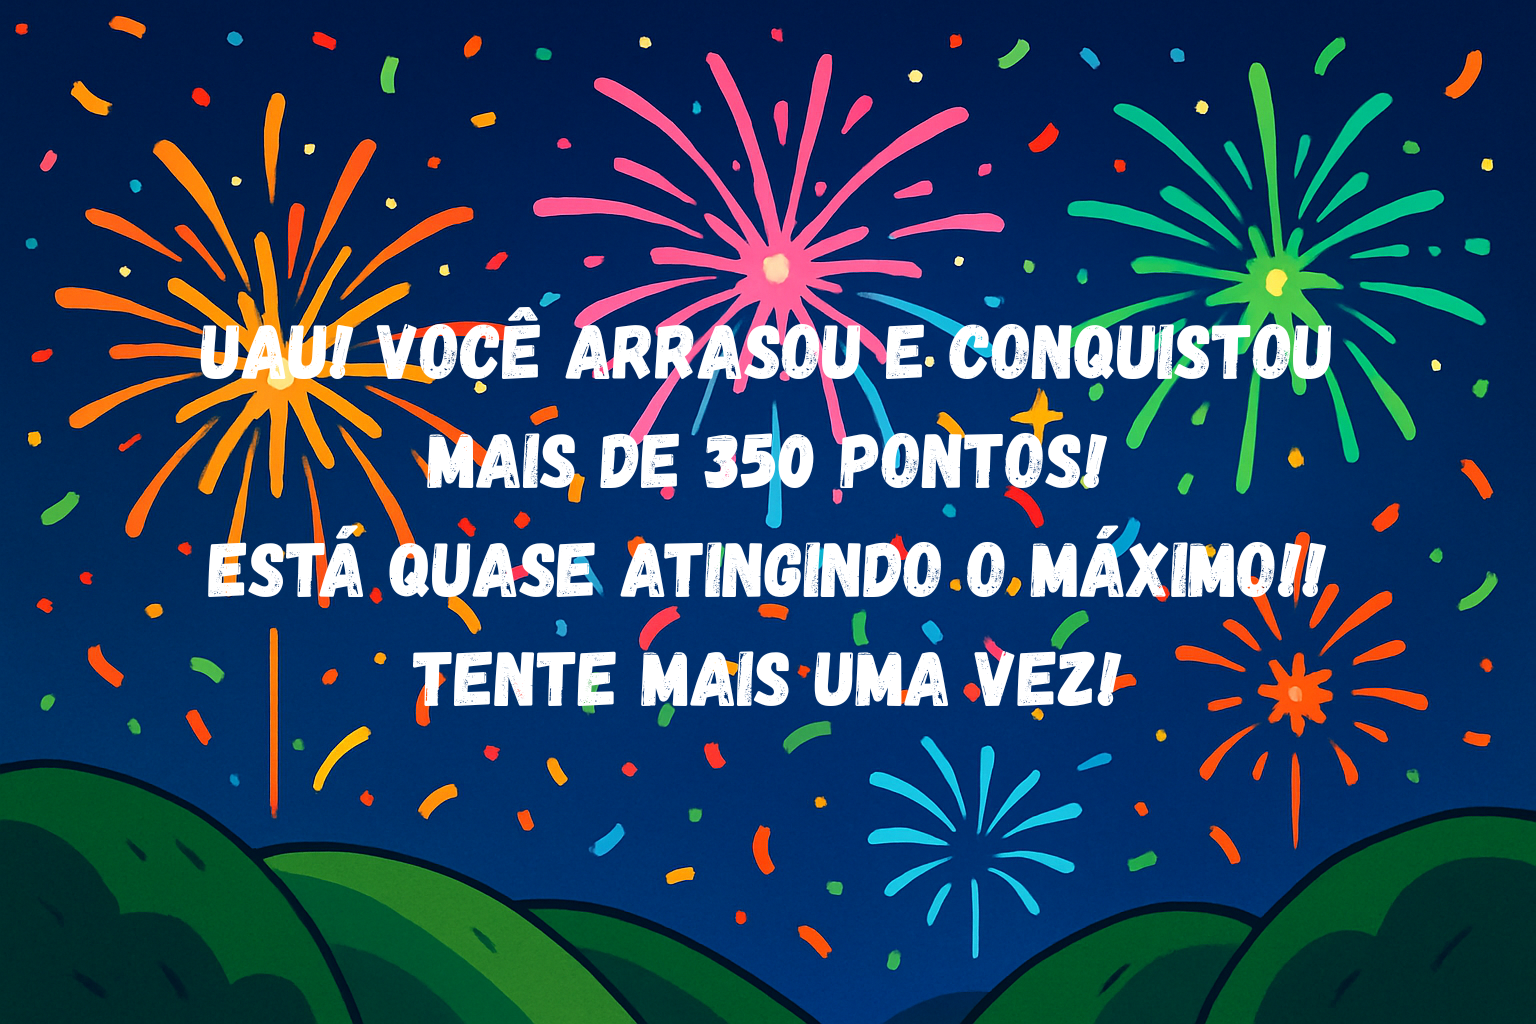 UAU! VOCÊ ARRASOU E CONQUISTOU
MAIS DE 350 PONTOS!
ESTÁ QUASE ATINGINDO O MÁXIMO!!
TENTE MAIS UMA VEZ!